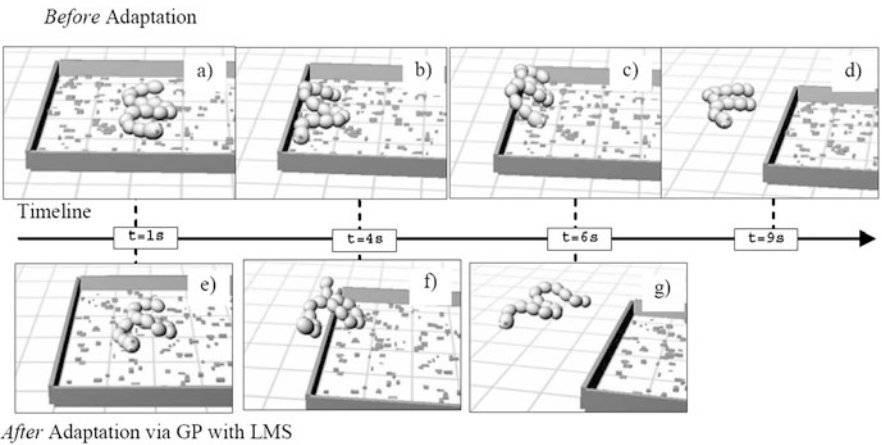 Before Adaptation
a)
b)
c)
d)
Timeline
t=1s
t=4s
t=6s
t=9s
e)
f)
g)
After Adaptation via GP with LMS